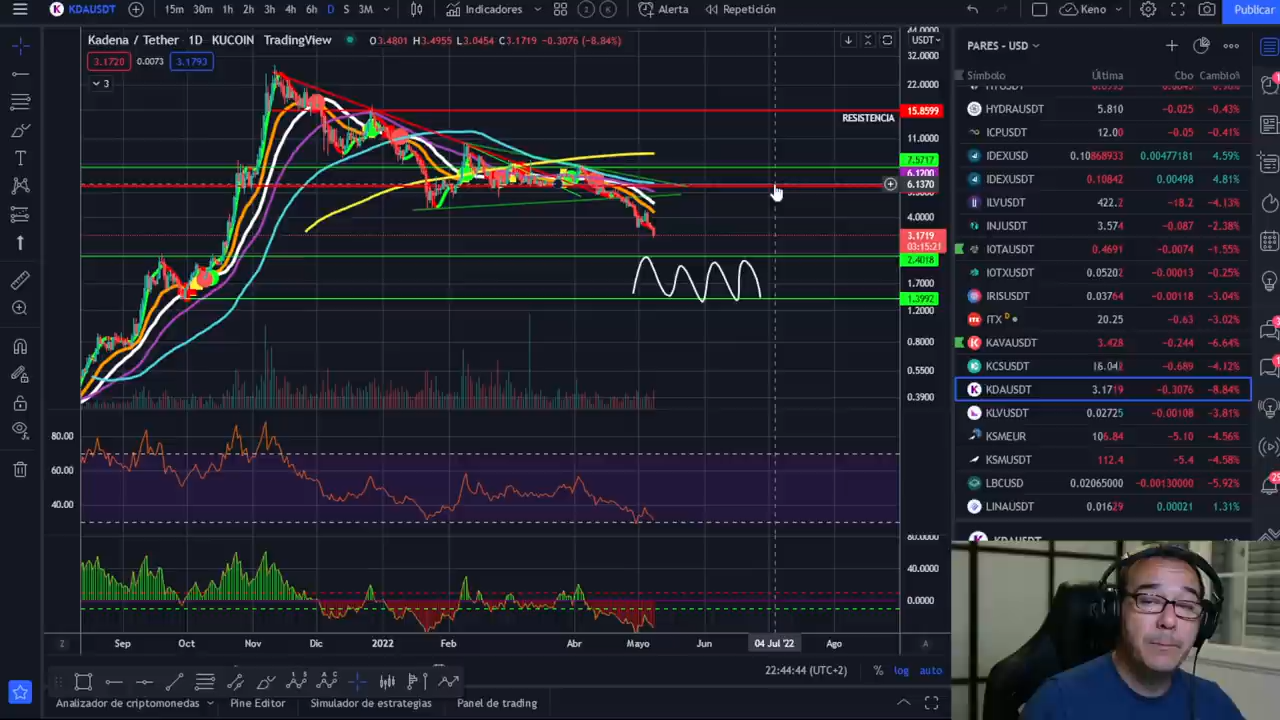 KDAUSDT 15m 30m 1h 2h 3h 4h 6h D S 3M Indicadores Alerta Repetición Keno Publicar
Kadena / Tether 1D KUCOIN TradingView O3.4801 H3.4955 L3.0454 C3.1719 -0.3076 (-8.84%)
3.1720 0.0073 3.1793
3
USDT
32.0000
22.0000
15.8599
RESISTENCIA
11.0000
7.5717
6.1200
6.1370
4.0000
3.1719
03:15:21
2.4018
1.7000
1.3992
1.2000
0.8000
0.5500
0.3900
80.00
60.00
40.00
80.0000
40.0000
0.0000
Z Sep Oct Nov Dic 2022 Feb Abr Mayo Jun 04 Jul '22 Ago A
22:44:44 (UTC+2) % log auto
Analizador de criptomonedas Pine Editor Simulador de estrategias Panel de trading
PARES - USD
Símbolo Última Cbo Cambio%
HYDRAUSDT 5.810 -0.025 -0.43%
ICPUSDT 12.00 -0.05 -0.41%
IDEXUSD 0.10868933 0.00477181 4.59%
IDEXUSD 0.10842 0.00498 4.81%
ILVUSDT 422.2 -18.2 -4.13%
INJUSDT 3.574 -0.087 -2.38%
IOTAUSDT 0.4691 -0.0074 -1.55%
IOTXUSDT 0.05202 -0.00013 -0.25%
IRISUSDT 0.03764 -0.00118 -3.04%
ITX D 20.25 -0.63 -3.02%
KAVAUSDT 3.428 -0.244 -6.64%
KCSUSDT -0.689 -4.12%
KDAUSDT 3.1719 -0.3076 -8.84%
KLVUSDT 0.02725 -0.00108 -3.81%
KSMEUR 106.84 -5.10 -4.56%
KSMUSDT 112.4 -5.4 -4.58%
LBCUSD 0.02065000 -0.00130000 -5.92%
LINAUSDT 0.01629 0.00021 1.31%